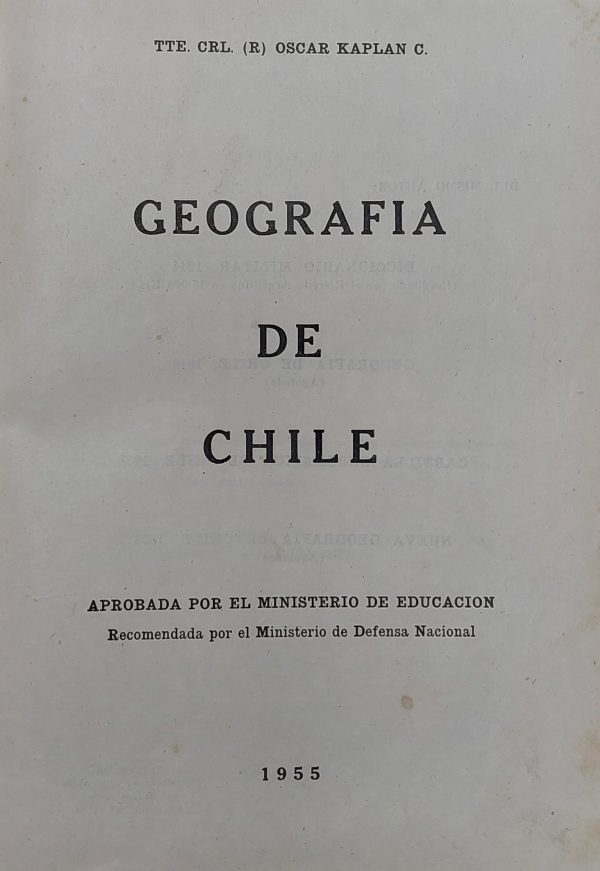 TTE. CRL. (R) OSCAR KAPLAN C.
GEOGRAFIA
DE
CHILE
APROBADA POR EL MINISTERIO DE EDUCACION
Recomendada por el Ministerio de Defensa Nacional
1955